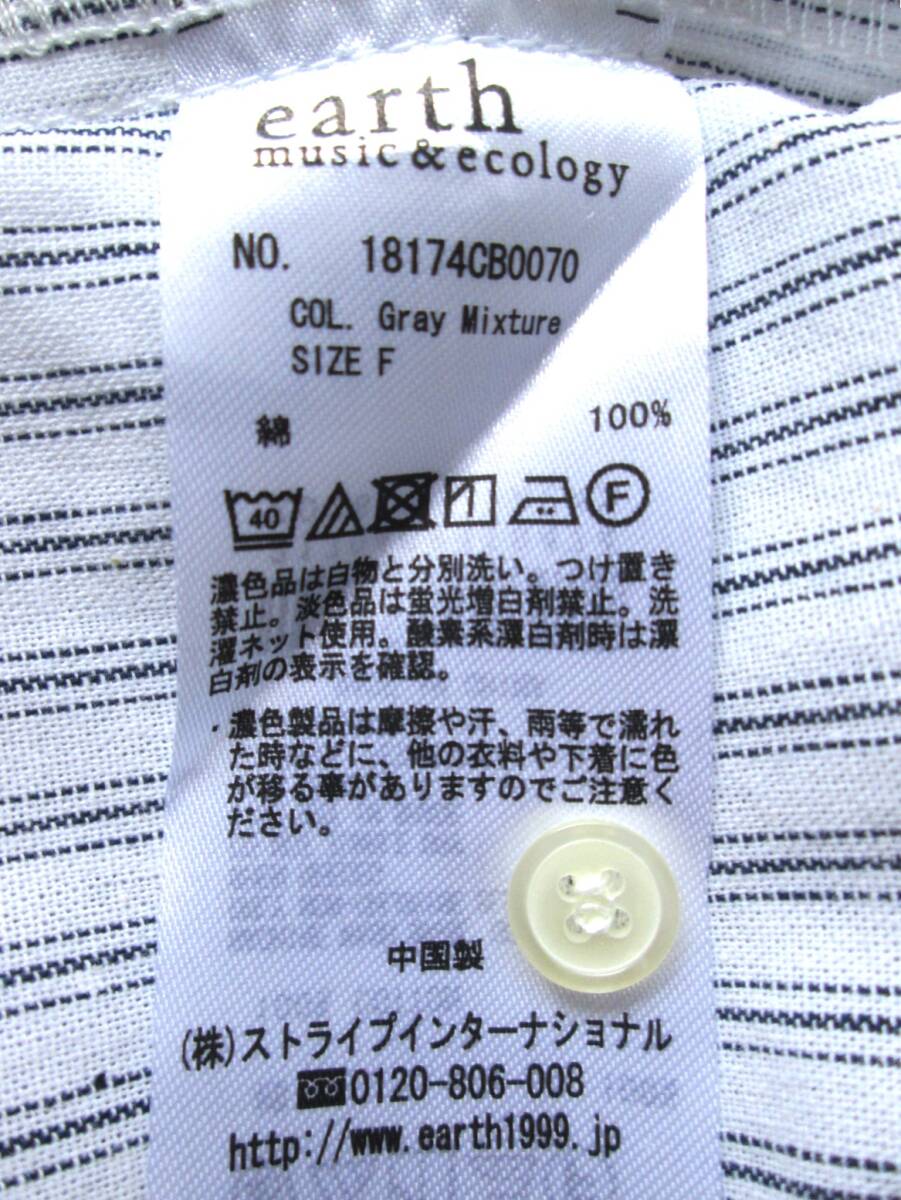 earth
music & ecology
NO. 18174CB0070
COL. Gray Mixture
SIZE F
綿 100%
40 F
濃色品は白物と分別洗い。つけ置き
禁止。淡色品は蛍光増白剤禁止。洗
濯ネット使用。酸素系漂白剤時は漂
白剤の表示を確認。
・濃色製品は摩擦や汗、雨等で濡れ
た時などに、他の衣料や下着に色
が移る事がありますのでご注意く
ださい。
中国製
(株)ストライプインターナショナル
0120-806-008
http://www.earth1999.jp